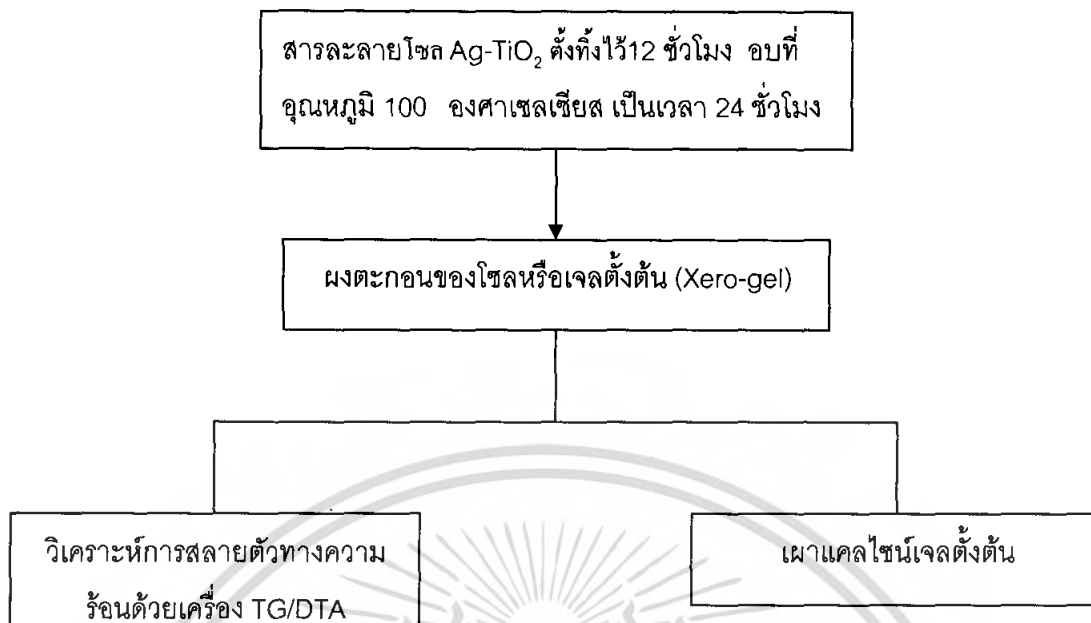 สารละลายโซล Ag-TiO₂ ตั้งทิ้งไว้12 ชั่วโมง อบที่
อุณหภูมิ 100 องศาเซลเซียส เป็นเวลา 24 ชั่วโมง
ผงตะกอนของโซลหรือเจลตั้งต้น (Xero-gel)
วิเคราะห์การสลายตัวทางความ
ร้อนด้วยเครื่อง TG/DTA
เผาแคลไซน์เจลตั้งต้น